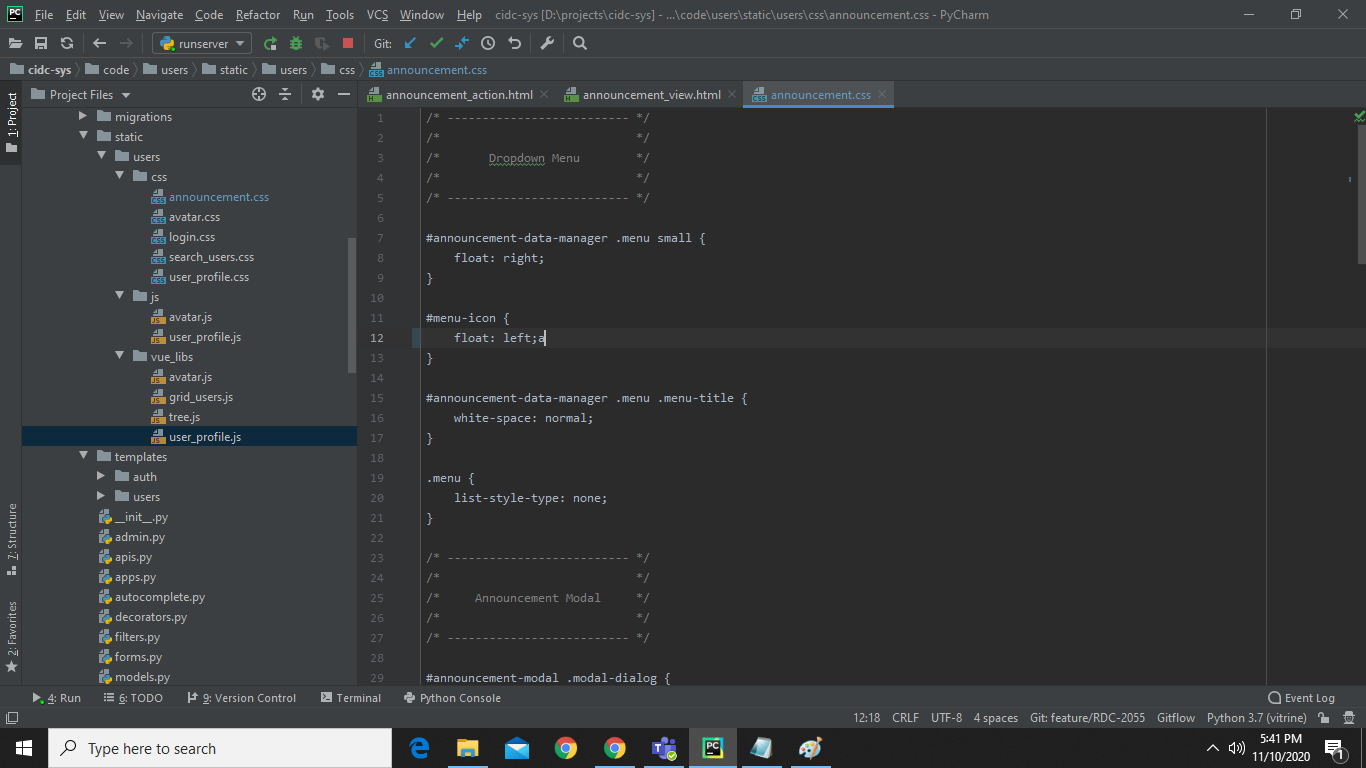 PC File Edit View Navigate Code Refactor Run Tools VCS Window Help cidc-sys [D:\projects\cidc-sys] - ...\code\users\static\users\css\announcement.css - PyCharm
runserver Git:
cidc-sys code users static users css announcement.css
Project Files
announcement_action.html announcement_view.html announcement.css
1: Project
7: Structure
2: Favorites
migrations
static
users
css
announcement.css
avatar.css
login.css
search_users.css
user_profile.css
js
avatar.js
user_profile.js
vue_libs
avatar.js
grid_users.js
tree.js
user_profile.js
templates
auth
users
__init__.py
admin.py
apis.py
apps.py
autocomplete.py
decorators.py
filters.py
forms.py
models.py
1 /* -------------------------- */
2 /* */
3 /* Dropdown Menu */
4 /* */
5 /* -------------------------- */
6
7 #announcement-data-manager .menu small {
8 float: right;
9 }
10
11 #menu-icon {
12 float: left;a
13 }
14
15 #announcement-data-manager .menu .menu-title {
16 white-space: normal;
17 }
18
19 .menu {
20 list-style-type: none;
21 }
22
23 /* -------------------------- */
24 /* */
25 /* Announcement Modal */
26 /* */
27 /* -------------------------- */
28
29 #announcement-modal .modal-dialog {
4: Run 6: TODO 9: Version Control Terminal Python Console Event Log
12:18 CRLF UTF-8 4 spaces Git: feature/RDC-2055 Gitflow Python 3.7 (vitrine)
Type here to search
PC
5:41 PM
11/10/2020
1